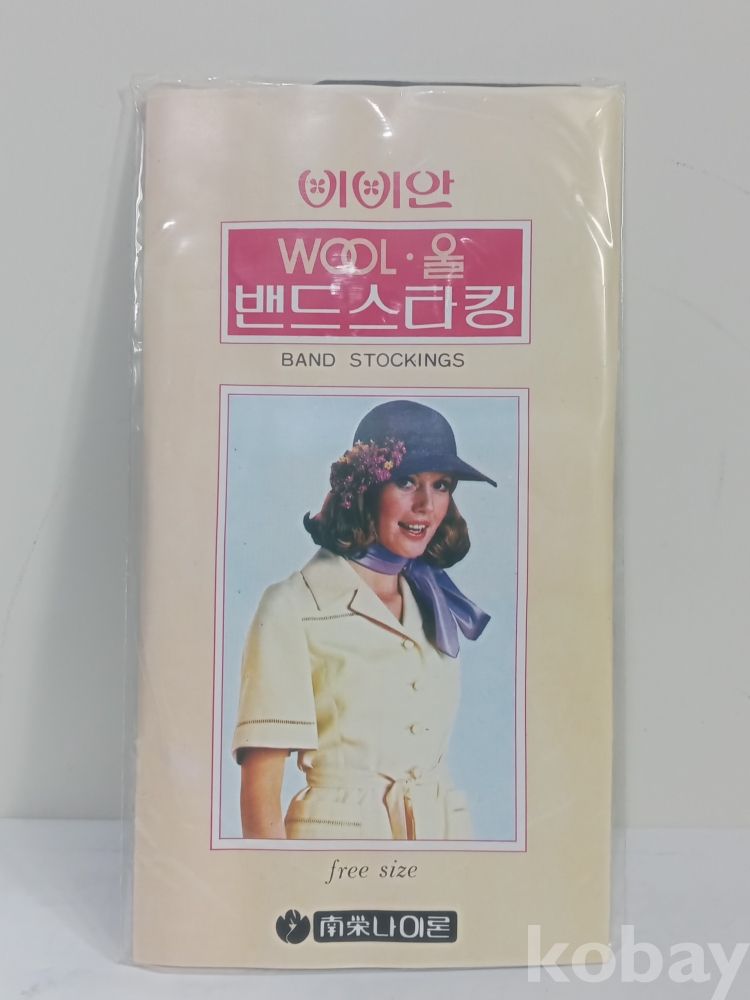 비비안
WOOL·울
밴드스타킹
BAND STOCKINGS
free size
南榮나이론
kobay